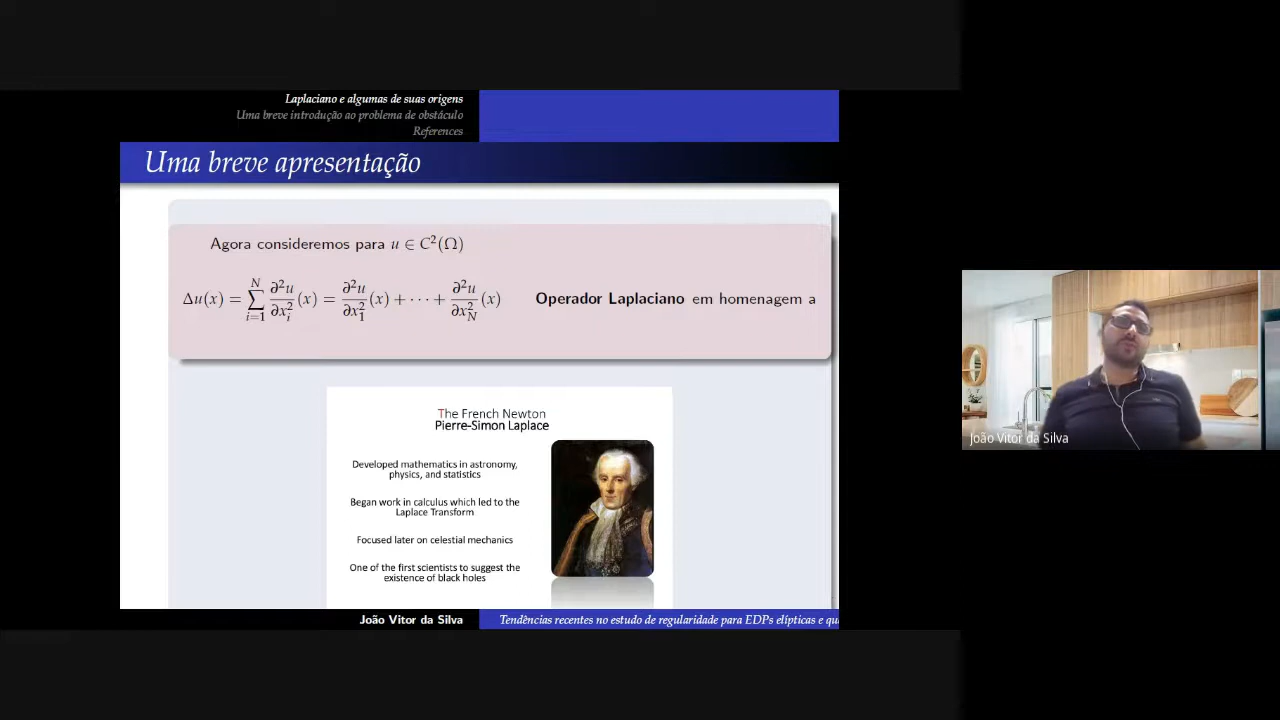 Laplaciano e algumas de suas origens
Uma breve introdução ao problema de obstáculo
References
Uma breve apresentação
Agora consideremos para u ∈ C²(Ω)
Δu(x) = ∑_{i=1}^{N} ∂²u/∂x_i²(x) = ∂²u/∂x_1²(x) + ··· + ∂²u/∂x_N²(x) Operador Laplaciano em homenagem a
The French Newton
Pierre-Simon Laplace
Developed mathematics in astronomy,
physics, and statistics
Began work in calculus which led to the
Laplace Transform
Focused later on celestial mechanics
One of the first scientists to suggest the
existence of black holes
João Vitor da Silva
Tendências recentes no estudo de regularidade para EDPs elípticas e qu
João Vitor da Silva